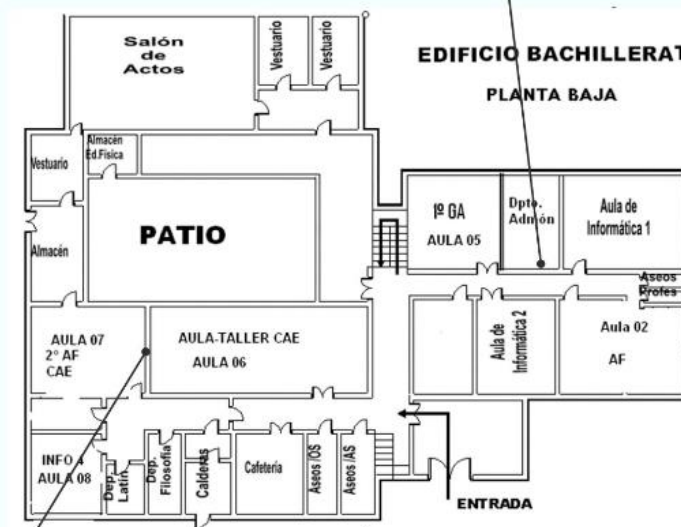 Salón
de
Actos
Vestuario
Vestuario
EDIFICIO BACHILLERAT
PLANTA BAJA
Almacén
Ed.Física
Vestuario
1º GA
AULA 05
Dpto.
Admón
Aula de
Informática 1
PATIO
Almacén
Aseos
Profes
AULA 07
2º AF
CAE
AULA-TALLER CAE
AULA 06
Aula de
Informática 2
Aula 02
AF
INFO 4
AULA 08
Dep.
Latín
Dep.
Filosofía
Calderas
Cafetería
Aseos /OS
Aseos /AS
ENTRADA